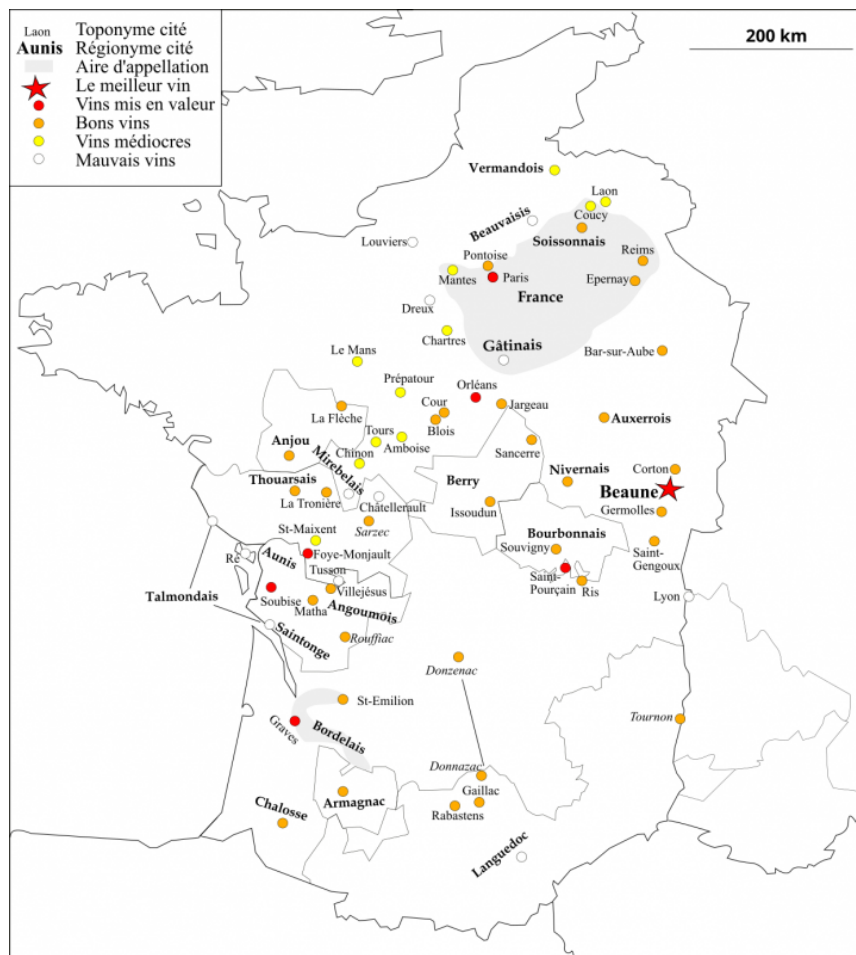 Laon Toponyme cité
Aunis Régionyme cité
Aire d'appellation
Le meilleur vin
Vins mis en valeur
Bons vins
Vins médiocres
Mauvais vins
200 km
Vermandois
Laon
Coucy
Beauvaisis
Soissonnais
Louviers
Pontoise
Reims
Mantes
Paris
Epernay
France
Dreux
Chartres
Gâtinais
Bar-sur-Aube
Le Mans
Prépatour
Orléans
Cour
Jargeau
La Flèche
Blois
Auxerrois
Tours
Amboise
Anjou
Mirebelais
Chinon
Sancerre
Thouarsais
Berry
Nivernais
Corton
Beaune
La Tronière
Châtellerault
Issoudun
Germolles
Sarzec
St-Maixent
Bourbonnais
Souvigny
Saint-
Gengoux
Ré
Aunis
Foye-Monjault
Tusson
Saint-
Pourçain
Ris
Talmondais
Soubise
Villejésus
Matha
Angoumois
Lyon
Saintonge
Rouffiac
Donzenac
St-Emilion
Tournon
Graves
Bordelais
Donnazac
Gaillac
Armagnac
Rabastens
Chalosse
Languedoc